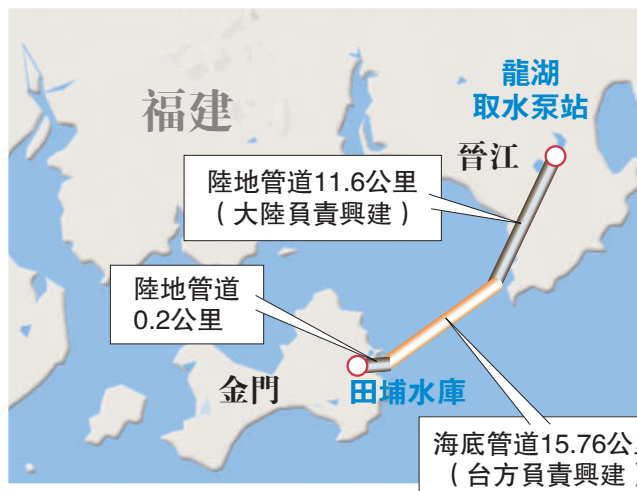 福建
龍湖
取水泵站
晉江
陸地管道11.6公里
（大陸負責興建）
陸地管道
0.2公里
金門
田埔水庫
海底管道15.76公里
（台方負責興建）